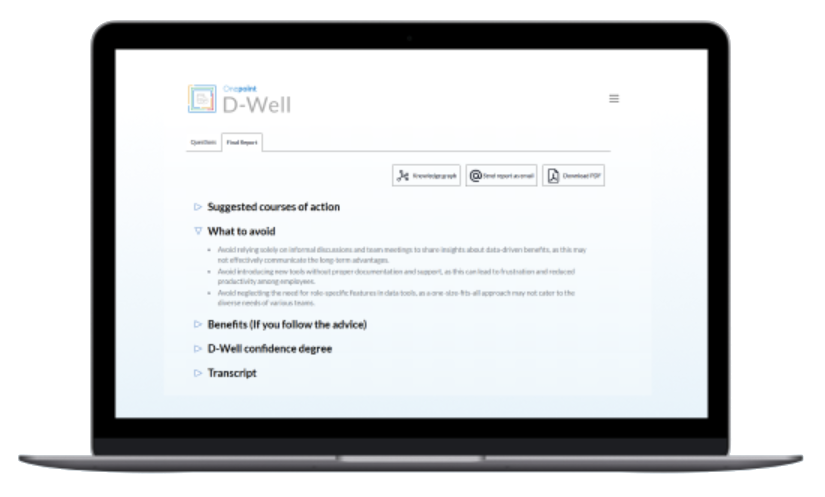 Onepoint
D-Well
Questions Final Report
Knowledge graph Send report as email Download PDF
Suggested courses of action
What to avoid
Avoid relying solely on informal discussions and team meetings to share insights about data-driven benefits, as this may
not effectively communicate the long-term advantages.
Avoid introducing new tools without proper documentation and support, as this can lead to frustration and reduced
productivity among employees.
Avoid neglecting the need for role-specific features in data tools, as a one-size-fits-all approach may not cater to the
diverse needs of various teams.
Benefits (If you follow the advice)
D-Well confidence degree
Transcript